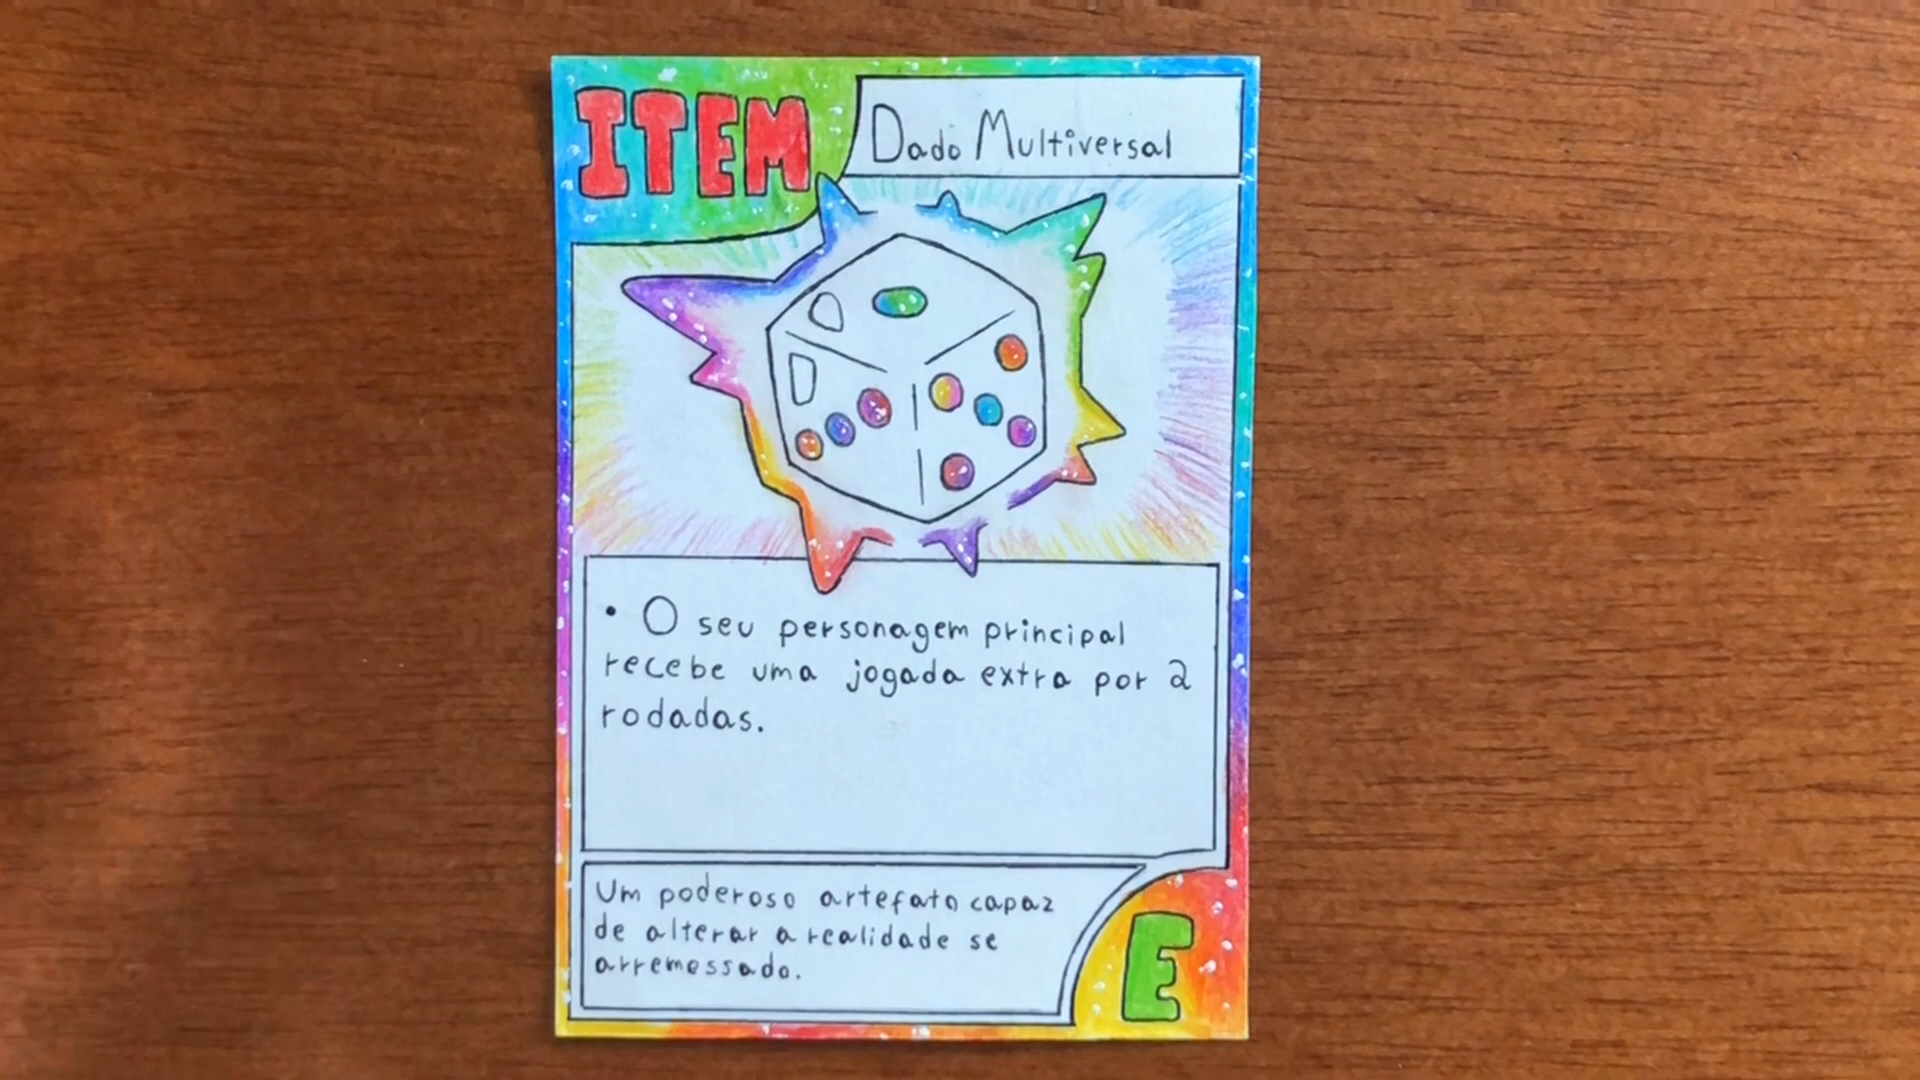 ITEM
Dado Multiversal
• O seu personagem principal
recebe uma jogada extra por 2
rodadas.
Um poderoso artefato capaz
de alterar a realidade se
arremessado.
E